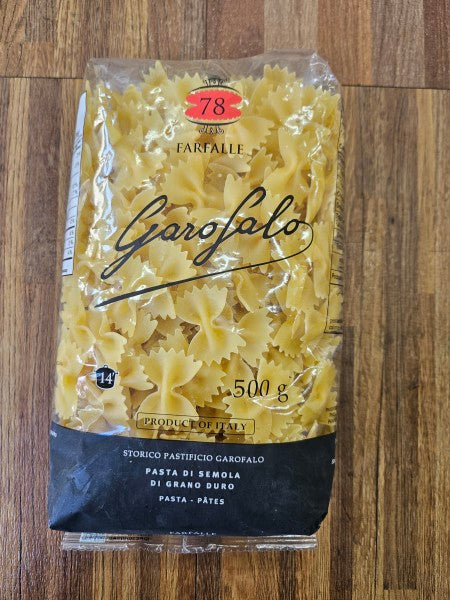 78
FARFALLE
Garofalo
14'
500 g
PRODUCT OF ITALY
STORICO PASTIFICIO GAROFALO
PASTA DI SEMOLA
DI GRANO DURO
PASTA - PÂTES
FARFALLE